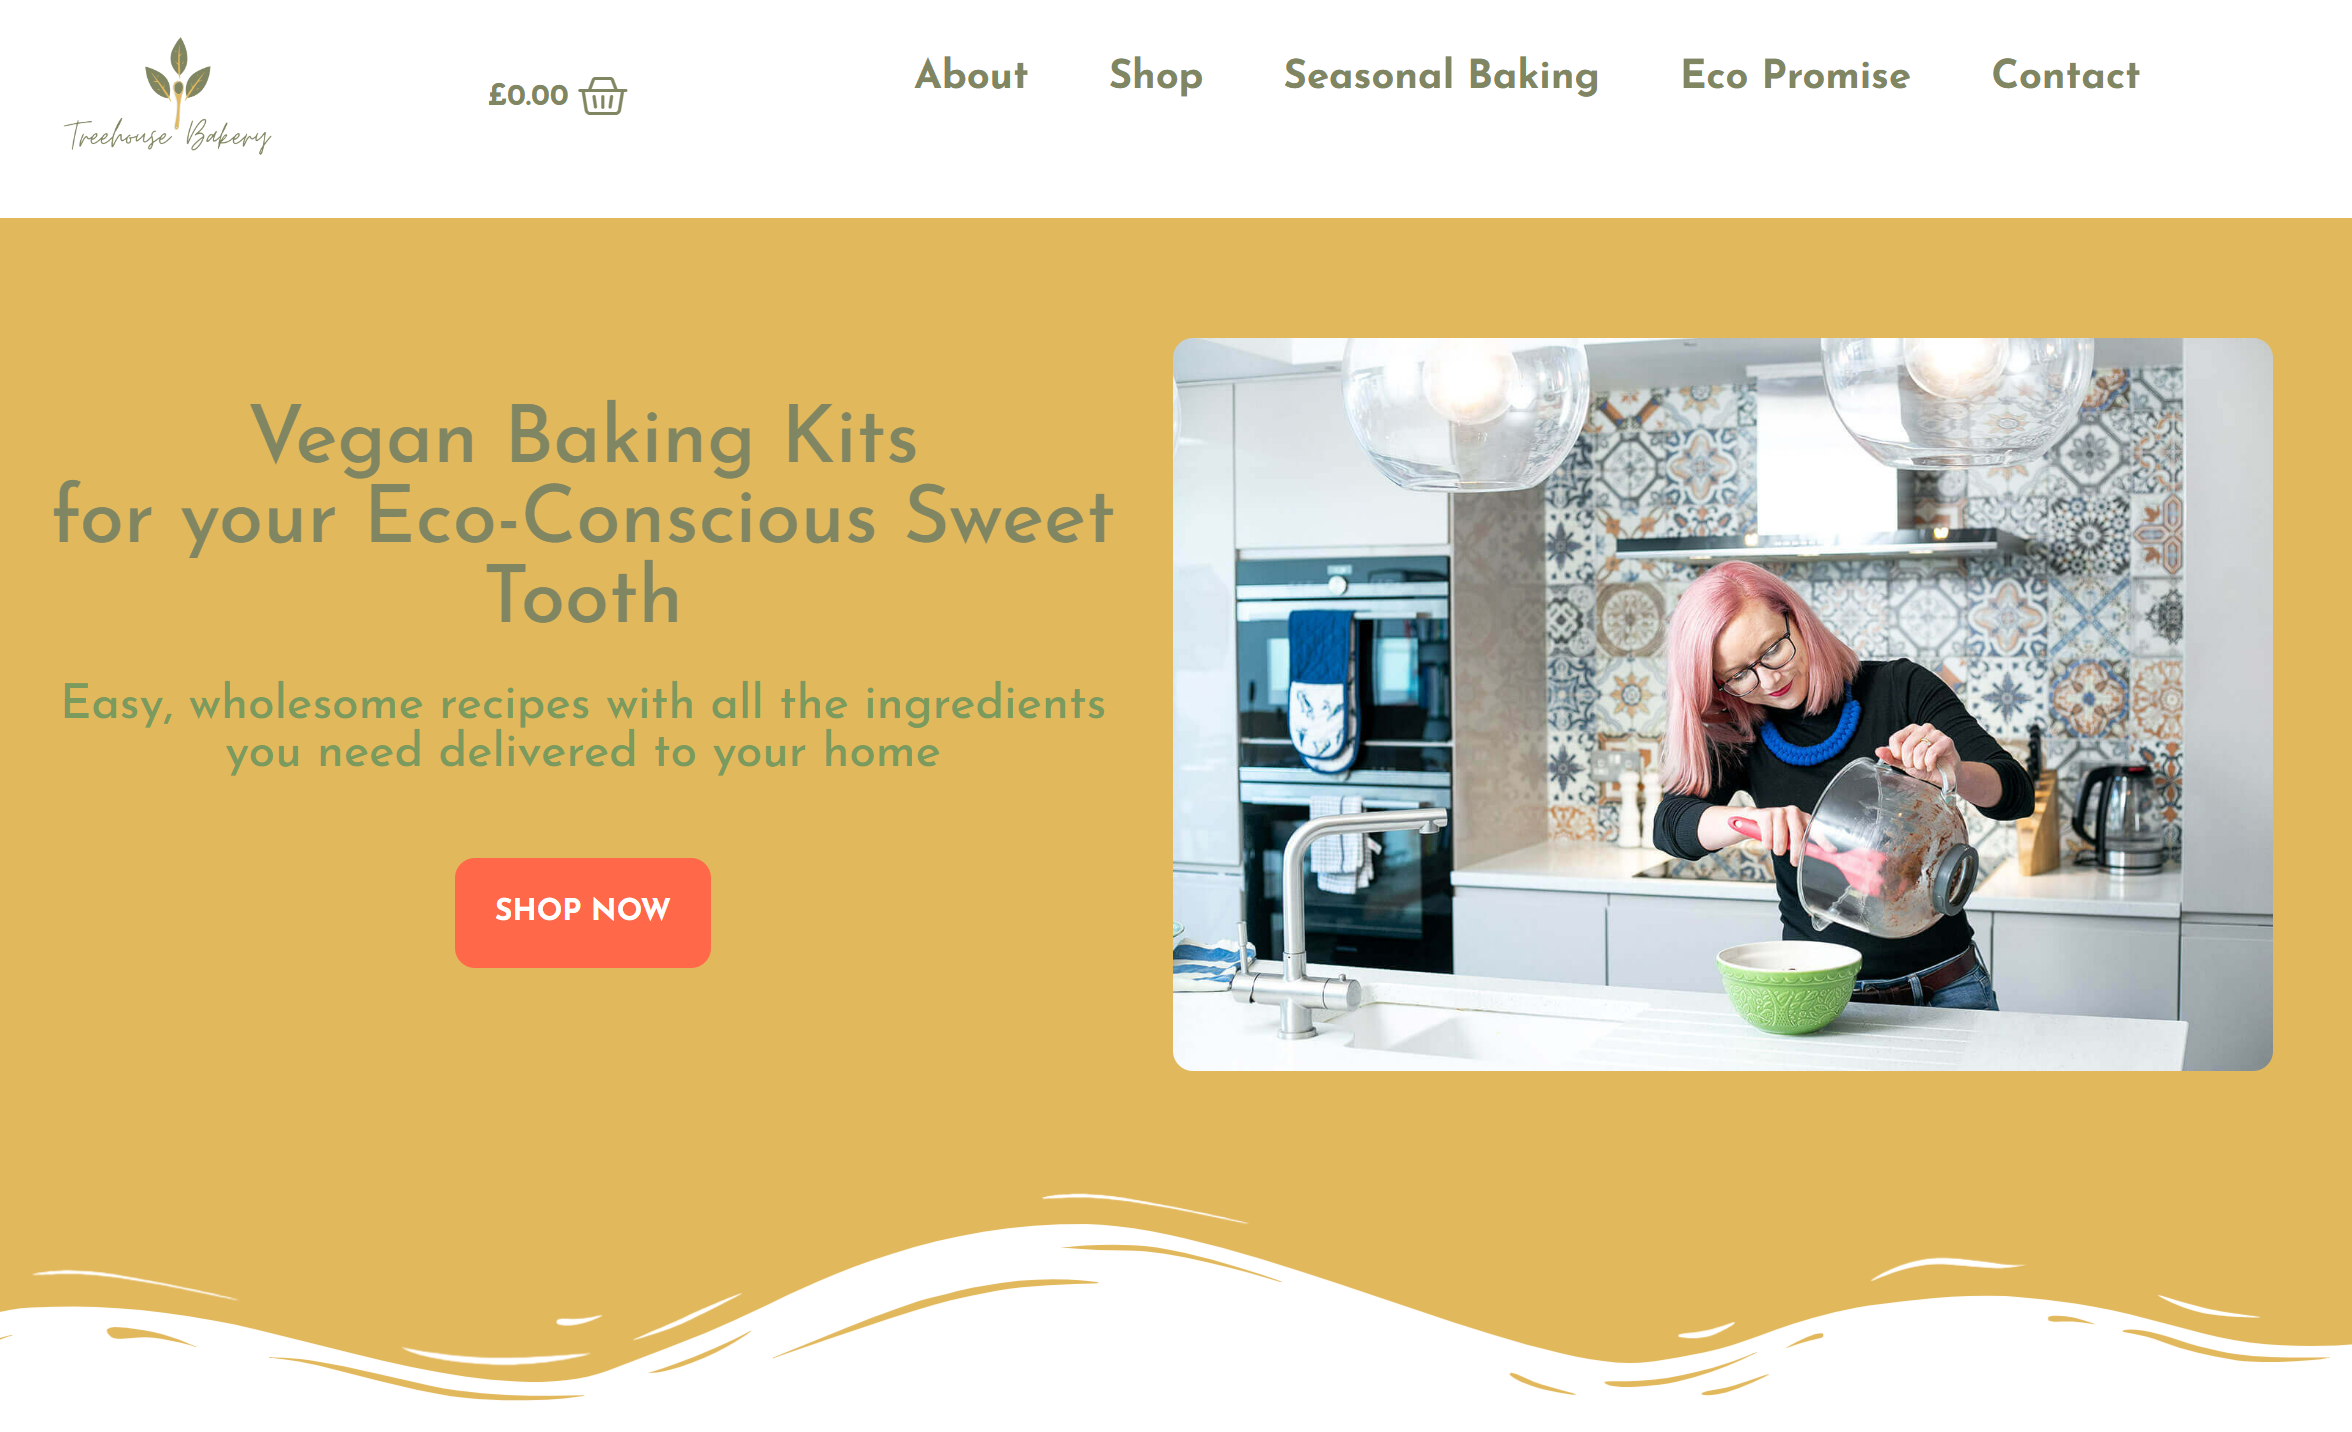 Treehouse Bakery
£0.00
About Shop Seasonal Baking Eco Promise Contact
Vegan Baking Kits
for your Eco-Conscious Sweet
Tooth
Easy, wholesome recipes with all the ingredients
you need delivered to your home
SHOP NOW